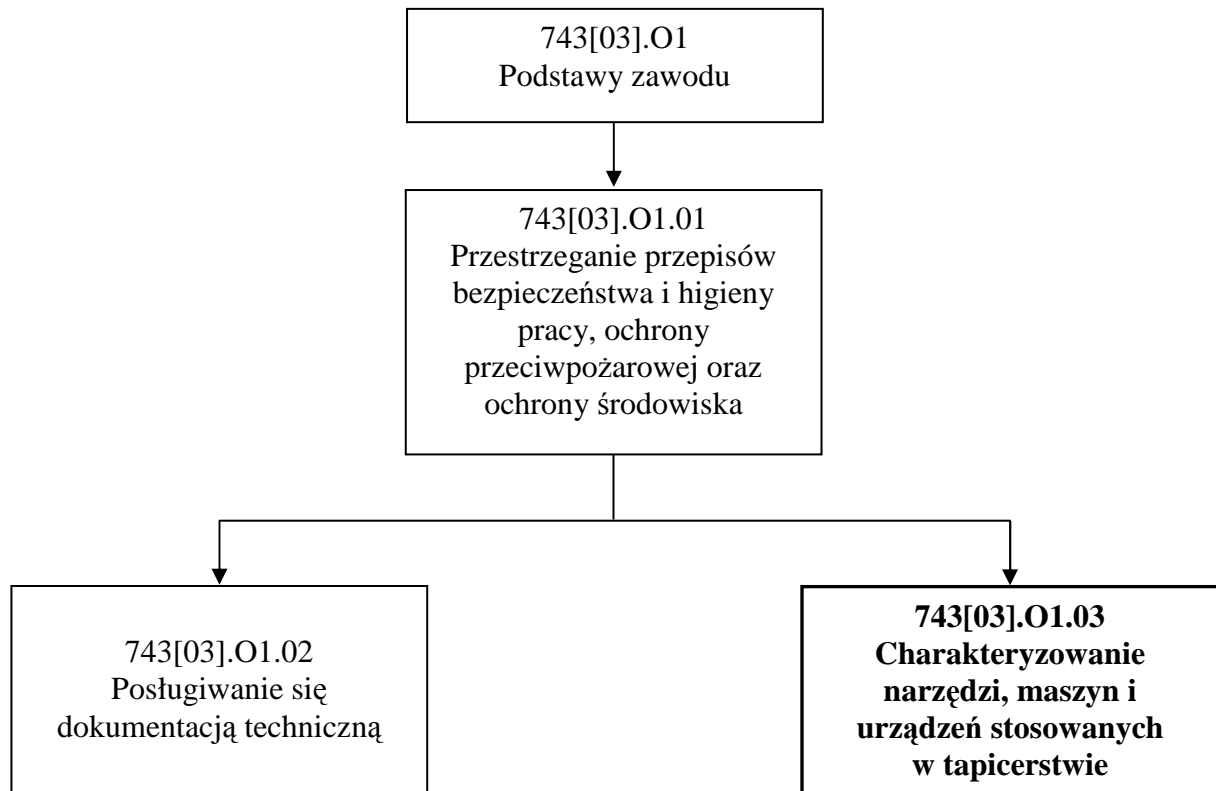 743[03].O1
Podstawy zawodu
743[03].O1.01
Przestrzeganie przepisów
bezpieczeństwa i higieny
pracy, ochrony
przeciwpożarowej oraz
ochrony środowiska
743[03].O1.02
Posługiwanie się
dokumentacją techniczną
743[03].O1.03
Charakteryzowanie
narzędzi, maszyn i
urządzeń stosowanych
w tapicerstwie